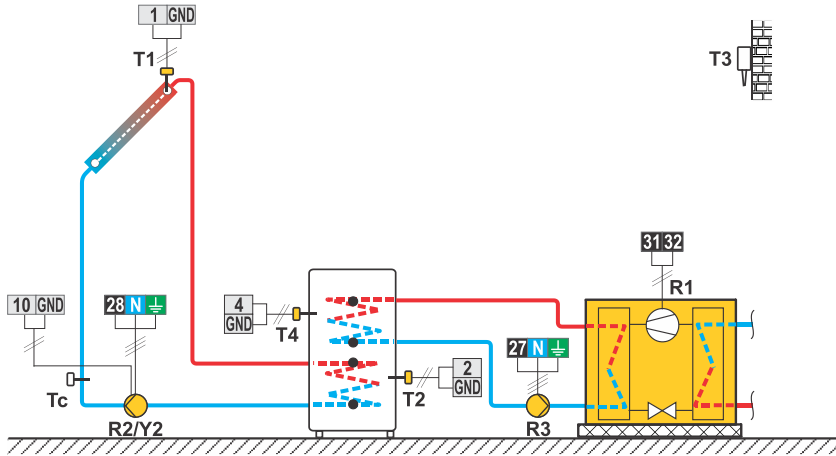 1 GND
T1
T3
31 32
R1
10 GND
28 N
4
GND
T4
27 N
2
GND
T2
Tc
R2/Y2
R3